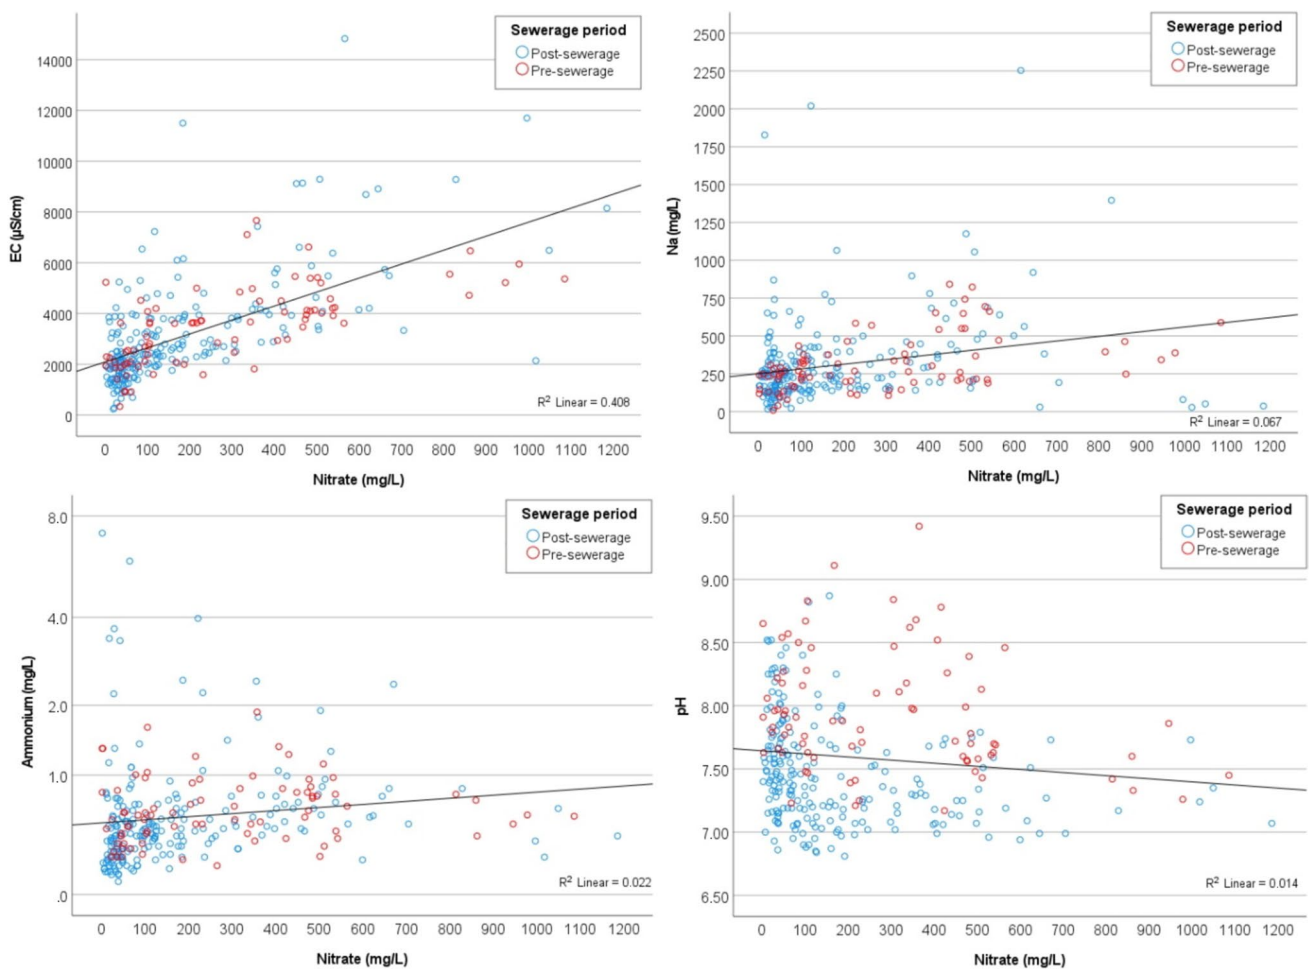 Sewerage period
Post-sewerage
Pre-sewerage
14000
12000
10000
8000
6000
4000
2000
0
EC (µS/cm)
R² Linear = 0.408
0 100 200 300 400 500 600 700 800 900 1000 1100 1200
Nitrate (mg/L)
Sewerage period
Post-sewerage
Pre-sewerage
2500
2250
2000
1750
1500
1250
1000
750
500
250
0
Na (mg/L)
R² Linear = 0.067
0 100 200 300 400 500 600 700 800 900 1000 1100 1200
Nitrate (mg/L)
Sewerage period
Post-sewerage
Pre-sewerage
8.0
4.0
2.0
1.0
.0
Ammonium (mg/L)
R² Linear = 0.022
0 100 200 300 400 500 600 700 800 900 1000 1100 1200
Nitrate (mg/L)
Sewerage period
Post-sewerage
Pre-sewerage
9.50
9.00
8.50
8.00
7.50
7.00
6.50
pH
R² Linear = 0.014
0 100 200 300 400 500 600 700 800 900 1000 1100 1200
Nitrate (mg/L)